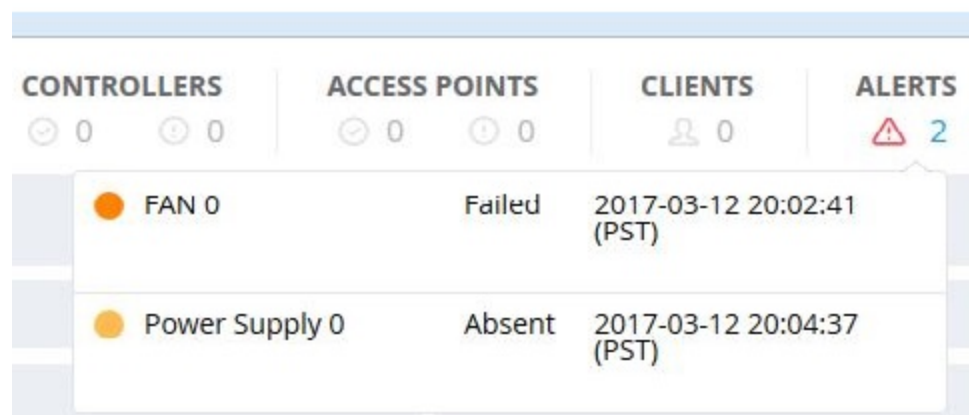 CONTROLLERS ACCESS POINTS CLIENTS ALERTS
0 0 0 0 0 2
FAN 0 Failed 2017-03-12 20:02:41
(PST)
Power Supply 0 Absent 2017-03-12 20:04:37
(PST)